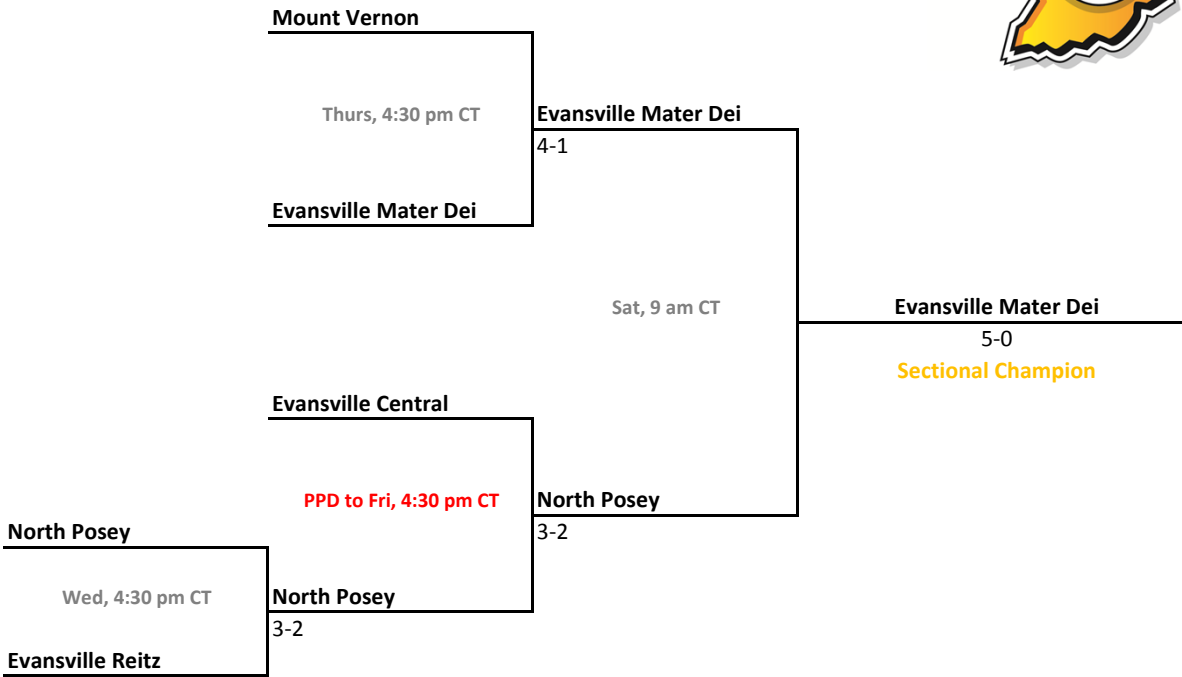 Mount Vernon
Thurs, 4:30 pm CT
Evansville Mater Dei
4-1
Evansville Mater Dei
Sat, 9 am CT
Evansville Mater Dei
5-0
Sectional Champion
Evansville Central
PPD to Fri, 4:30 pm CT
North Posey
3-2
North Posey
Wed, 4:30 pm CT
North Posey
3-2
Evansville Reitz